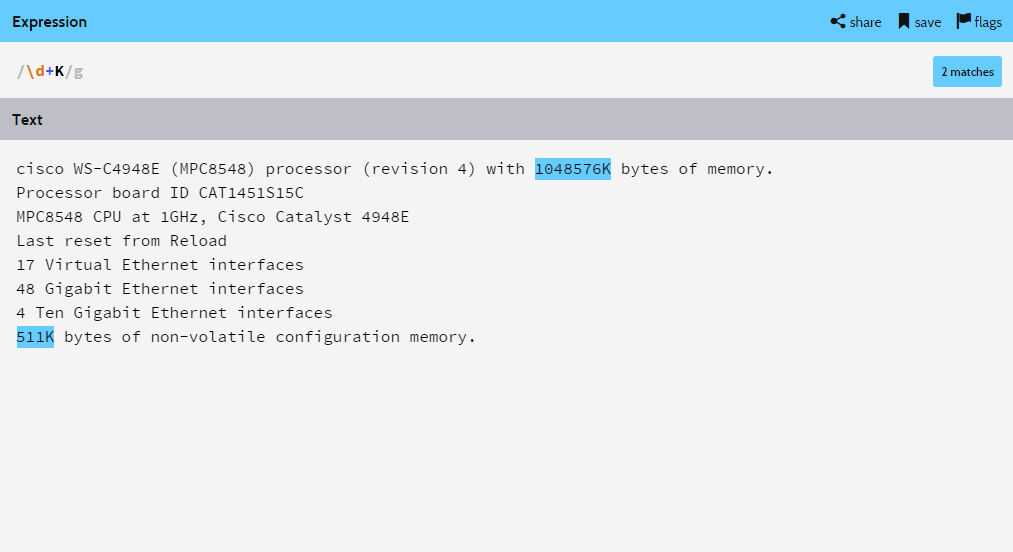 Expression
share save flags
/\d+K/g
2 matches
Text
cisco WS-C4948E (MPC8548) processor (revision 4) with 1048576K bytes of memory.
Processor board ID CAT1451S15C
MPC8548 CPU at 1GHz, Cisco Catalyst 4948E
Last reset from Reload
17 Virtual Ethernet interfaces
48 Gigabit Ethernet interfaces
4 Ten Gigabit Ethernet interfaces
511K bytes of non-volatile configuration memory.